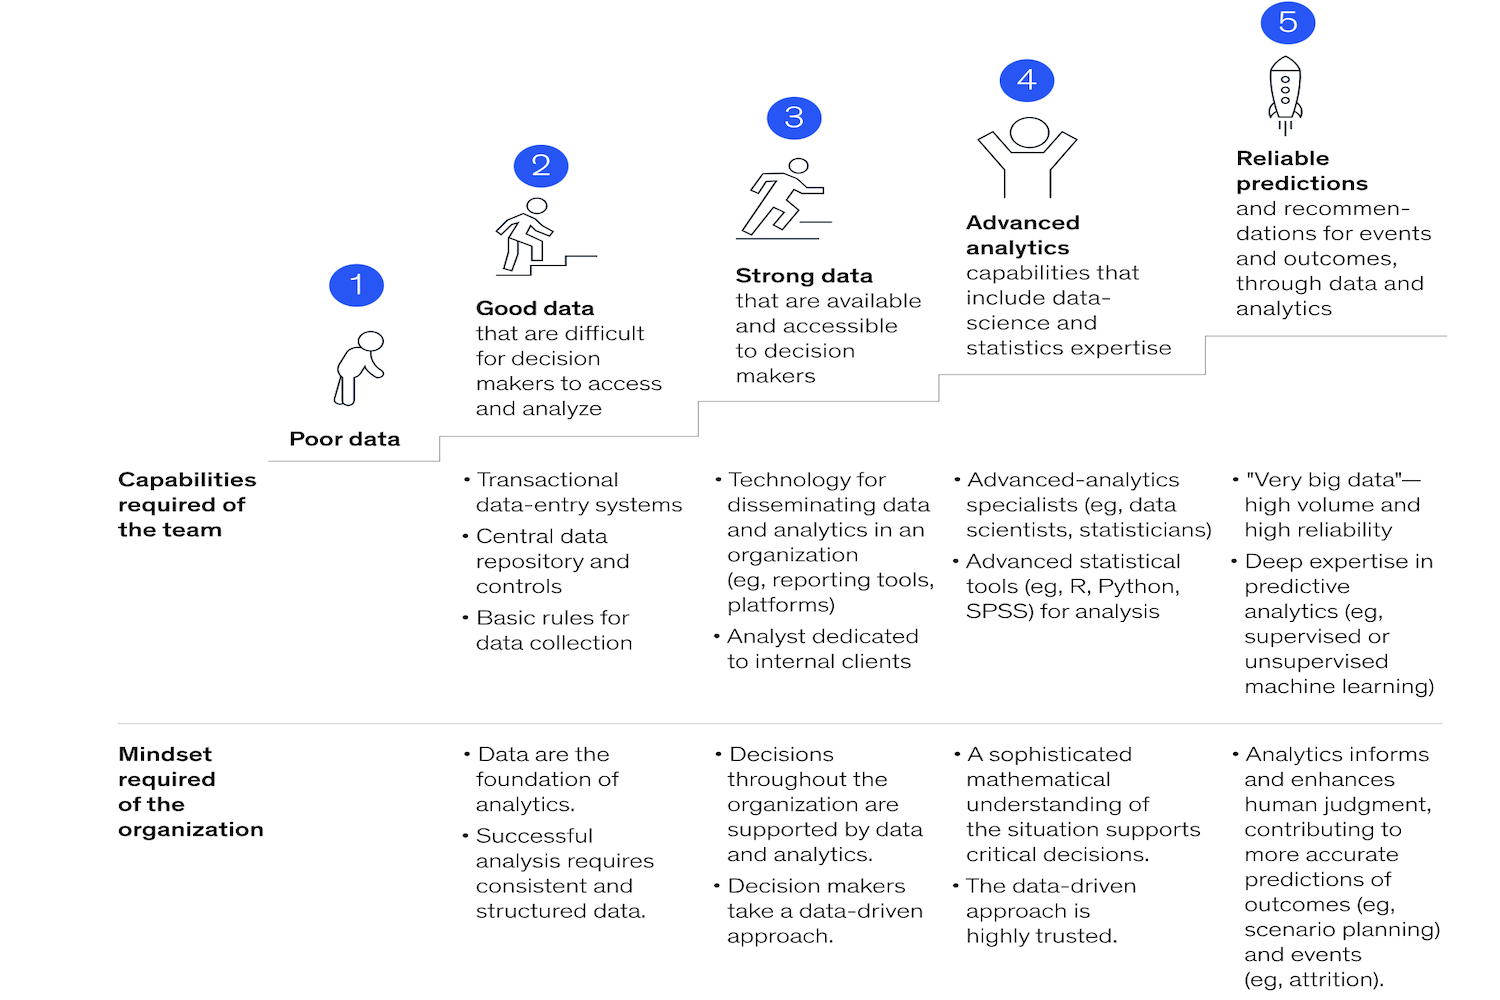 1
Poor data
2
Good data
that are difficult
for decision
makers to access
and analyze
3
Strong data
that are available
and accessible
to decision
makers
4
Advanced
analytics
capabilities that
include data-
science and
statistics expertise
5
Reliable
predictions
and recommen-
dations for events
and outcomes,
through data and
analytics
Capabilities
required of
the team
• Transactional
data-entry systems
• Central data
repository and
controls
• Basic rules for
data collection
• Technology for
disseminating data
and analytics in an
organization
(eg, reporting tools,
platforms)
• Analyst dedicated
to internal clients
• Advanced-analytics
specialists (eg, data
scientists, statisticians)
• Advanced statistical
tools (eg, R, Python,
SPSS) for analysis
• "Very big data"—
high volume and
high reliability
• Deep expertise in
predictive
analytics (eg,
supervised or
unsupervised
machine learning)
Mindset
required
of the
organization
• Data are the
foundation of
analytics.
• Successful
analysis requires
consistent and
structured data.
• Decisions
throughout the
organization are
supported by data
and analytics.
• Decision makers
take a data-driven
approach.
• A sophisticated
mathematical
understanding of
the situation supports
critical decisions.
• The data-driven
approach is
highly trusted.
• Analytics informs
and enhances
human judgment,
contributing to
more accurate
predictions of
outcomes (eg,
scenario planning)
and events
(eg, attrition).